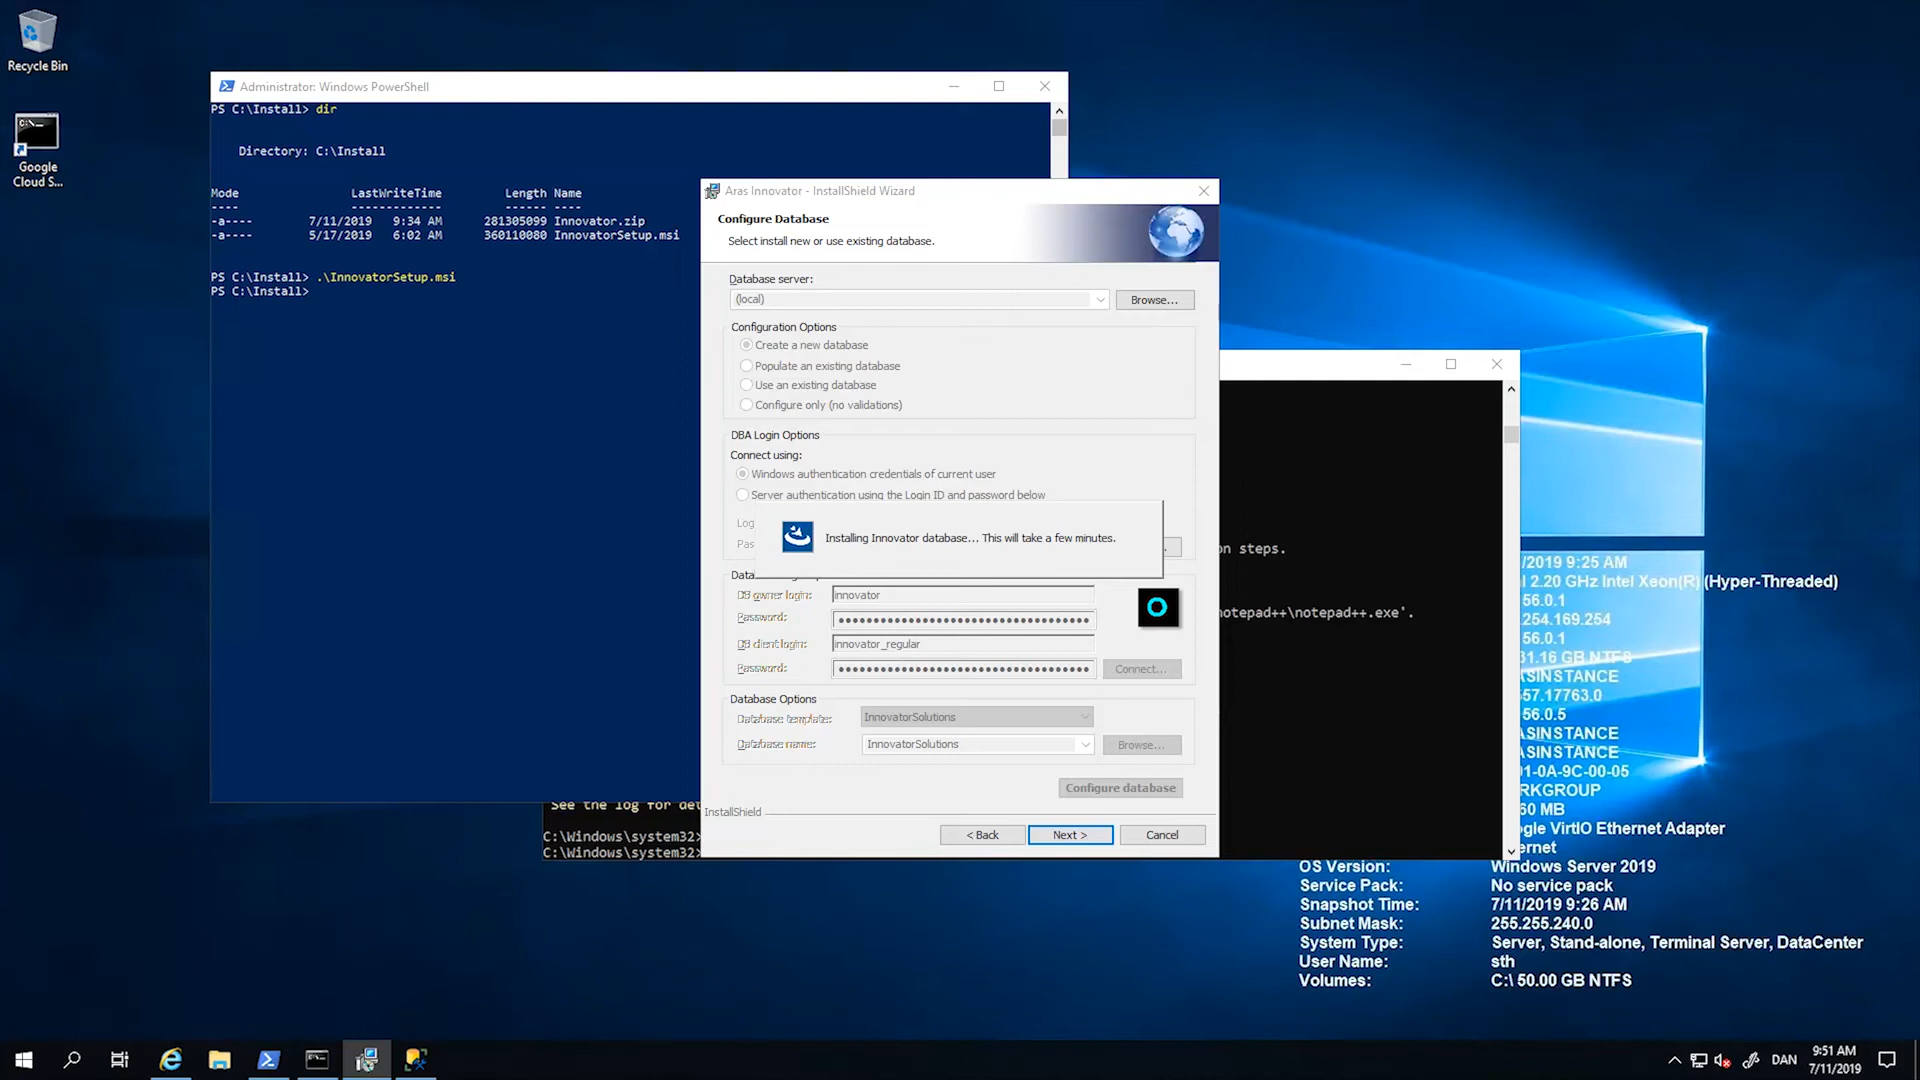 Recycle Bin
Google
Cloud S...
Administrator: Windows PowerShell
PS C:\Install> dir
Directory: C:\Install
Mode LastWriteTime Length Name
---- ------------- ------ ----
-a---- 7/11/2019 9:34 AM 281305099 Innovator.zip
-a---- 5/17/2019 6:02 AM 360110080 InnovatorSetup.msi
PS C:\Install> .\InnovatorSetup.msi
PS C:\Install>
Aras Innovator - InstallShield Wizard
Configure Database
Select install new or use existing database.
Database server:
(local)
Browse...
Configuration Options
Create a new database
Populate an existing database
Use an existing database
Configure only (no validations)
DBA Login Options
Connect using:
Windows authentication credentials of current user
Server authentication using the Login ID and password below
Log
Pas
Installing Innovator database... This will take a few minutes.
Data
DB owner login: innovator
Password:
DB client login: innovator_regular
Password:
Connect...
Database Options
Database template: InnovatorSolutions
Database name: InnovatorSolutions
Browse...
Configure database
InstallShield
< Back
Next >
Cancel
on steps.
notepad++\notepad++.exe'.
See the log for det
C:\Windows\system32>
C:\Windows\system32>
/2019 9:25 AM
l 2.20 GHz Intel Xeon(R) (Hyper-Threaded)
56.0.1
.254.169.254
56.0.1
31.16 GB NTFS
ASINSTANCE
57.17763.0
56.0.5
ASINSTANCE
ASINSTANCE
01-0A-9C-00-05
RKGROUP
60 MB
ogle VirtIO Ethernet Adapter
ernet
OS Version: Windows Server 2019
Service Pack: No service pack
Snapshot Time: 7/11/2019 9:26 AM
Subnet Mask: 255.255.240.0
System Type: Server, Stand-alone, Terminal Server, DataCenter
User Name: sth
Volumes: C:\ 50.00 GB NTFS
DAN
9:51 AM
7/11/2019